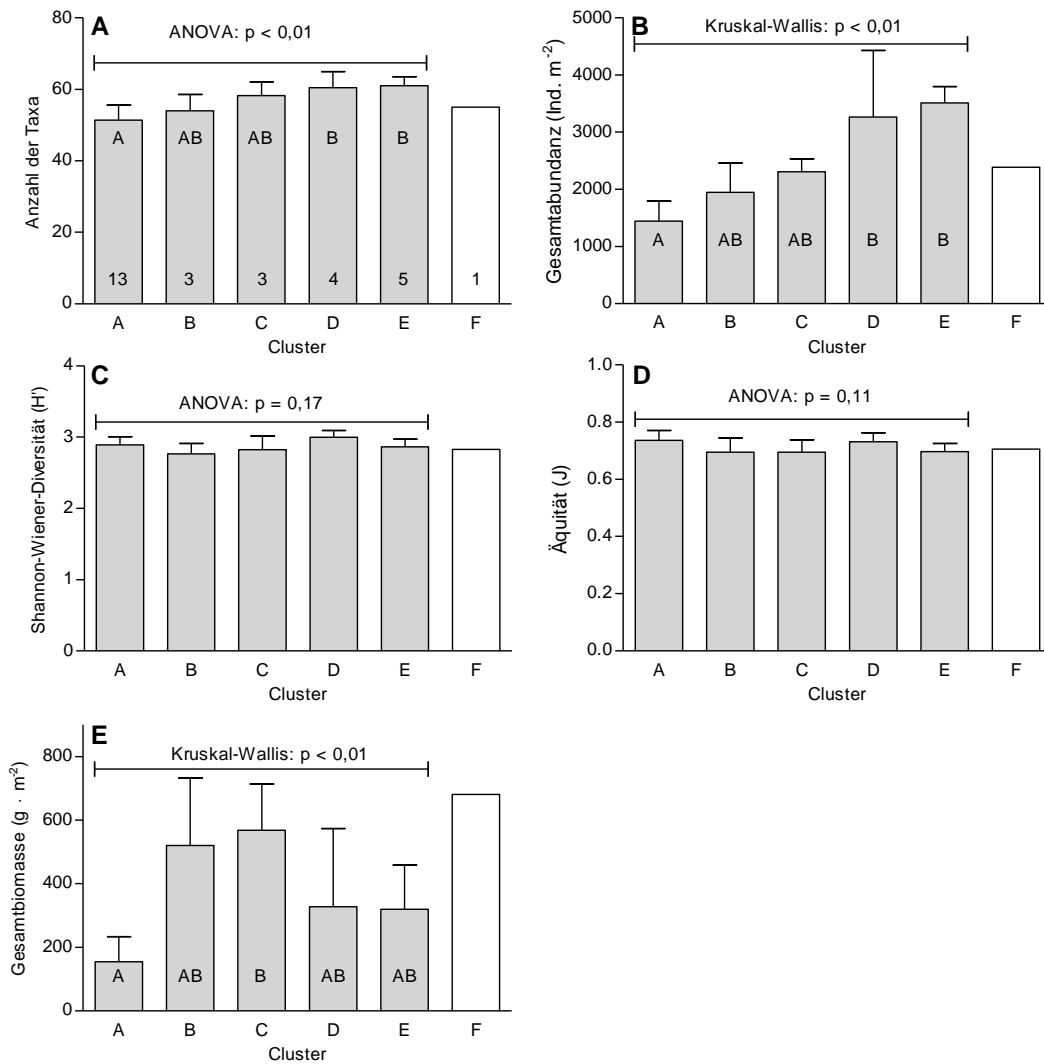 A
ANOVA: p < 0,01
Anzahl der Taxa
80
60
40
20
0
A AB AB B B
13 3 3 4 5 1
A B C D E F
Cluster
B
Kruskal-Wallis: p < 0,01
Gesamtabundanz (Ind. m-2)
5000
4000
3000
2000
1000
0
A AB AB B B
A B C D E F
Cluster
C
ANOVA: p = 0,17
Shannon-Wiener-Diversität (H')
4
3
2
1
0
A B C D E F
Cluster
D
ANOVA: p = 0,11
Äquität (J)
1.0
0.8
0.6
0.4
0.2
0.0
A B C D E F
Cluster
E
Kruskal-Wallis: p < 0,01
Gesamtbiomasse (g · m-2)
800
600
400
200
0
A AB B AB AB
A B C D E F
Cluster